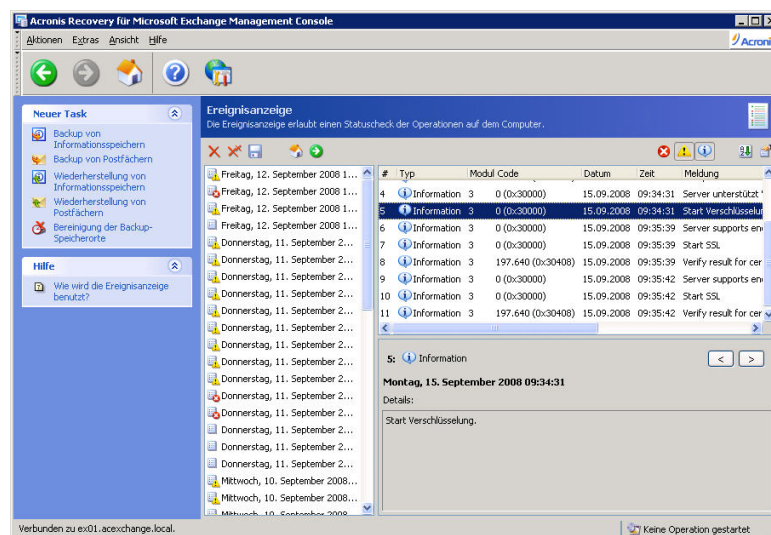 Acronis Recovery für Microsoft Exchange Management Console
Aktionen Extras Ansicht Hilfe
Acronis
Neuer Task
Backup von
Informationsspeichern
Backup von Postfächern
Wiederherstellung von
Informationsspeichern
Wiederherstellung von
Postfächern
Bereinigung der Backup-
Speicherorte
Hilfe
Wie wird die Ereignisanzeige
benutzt?
Ereignisanzeige
Die Ereignisanzeige erlaubt einen Statuscheck der Operationen auf dem Computer.
Freitag, 12. September 2008 1...
Freitag, 12. September 2008 1...
Freitag, 12. September 2008 1...
Freitag, 12. September 2008 1...
Donnerstag, 11. September 2...
Donnerstag, 11. September 2...
Donnerstag, 11. September 2...
Donnerstag, 11. September 2...
Donnerstag, 11. September 2...
Donnerstag, 11. September 2...
Donnerstag, 11. September 2...
Donnerstag, 11. September 2...
Donnerstag, 11. September 2...
Donnerstag, 11. September 2...
Donnerstag, 11. September 2...
Donnerstag, 11. September 2...
Donnerstag, 11. September 2...
Donnerstag, 11. September 2...
Mittwoch, 10. September 2008...
Mittwoch, 10. September 2008...
Mittwoch, 10. September 2008
# Typ Modul Code Datum Zeit Meldung
4 Information 3 0 (0x30000) 15.09.2008 09:34:31 Server unterstützt
5 Information 3 0 (0x30000) 15.09.2008 09:34:31 Start Verschlüsselun
6 Information 3 0 (0x30000) 15.09.2008 09:35:39 Server supports en
7 Information 3 0 (0x30000) 15.09.2008 09:35:39 Start SSL
8 Information 3 197.640 (0x30408) 15.09.2008 09:35:39 Verify result for cer
9 Information 3 0 (0x30000) 15.09.2008 09:35:42 Server supports en
10 Information 3 0 (0x30000) 15.09.2008 09:35:42 Start SSL
11 Information 3 197.640 (0x30408) 15.09.2008 09:35:42 Verify result for cer
5: Information < >
Montag, 15. September 2008 09:34:31
Details:
Start Verschlüsselung.
Verbunden zu ex01.acexchange.local.
Keine Operation gestartet